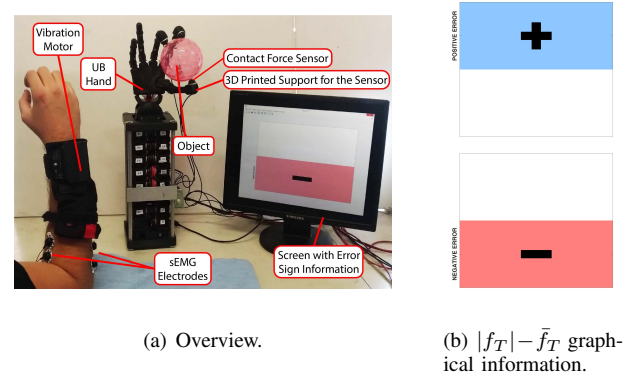 Vibration
Motor
UB
Hand
Contact Force Sensor
3D Printed Support for the Sensor
Object
sEMG
Electrodes
Screen with Error
Sign Information
POSITIVE ERROR
+
NEGATIVE ERROR
−
(a) Overview.
(b) |f_T| − f̄_T graph-
ical information.